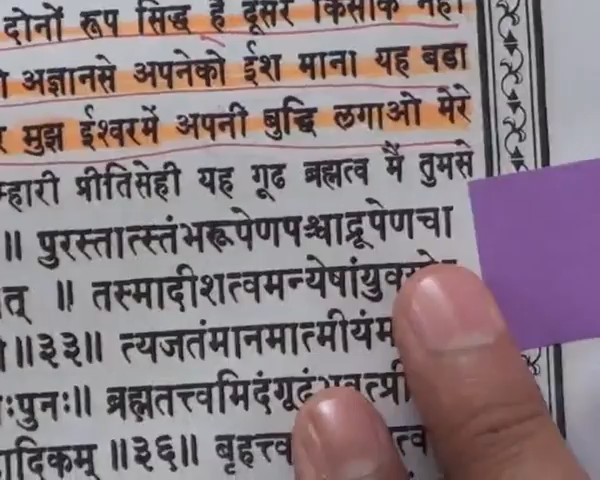 दोनों रूप सिद्ध है दूसरे किसीके नहीं
अज्ञानसे अपनेको ईश माना यह बडा
मुझ ईश्वरमें अपनी बुद्धि लगाओ मेरे
म्हारी प्रीतिसेही यह गूढ ब्रह्मत्व मैं तुमसे
॥ पुरस्तात्स्तंभरूपेणपश्चाद्रूपेणचा
त् ॥ तस्मादीशत्वमन्येषांयुव
॥३३॥ त्यजतंमानमात्मीयंम
ःपुनः॥ ब्रह्मतत्त्वमिदंगूढं
ादिकम् ॥३६॥ बृहत्त्व